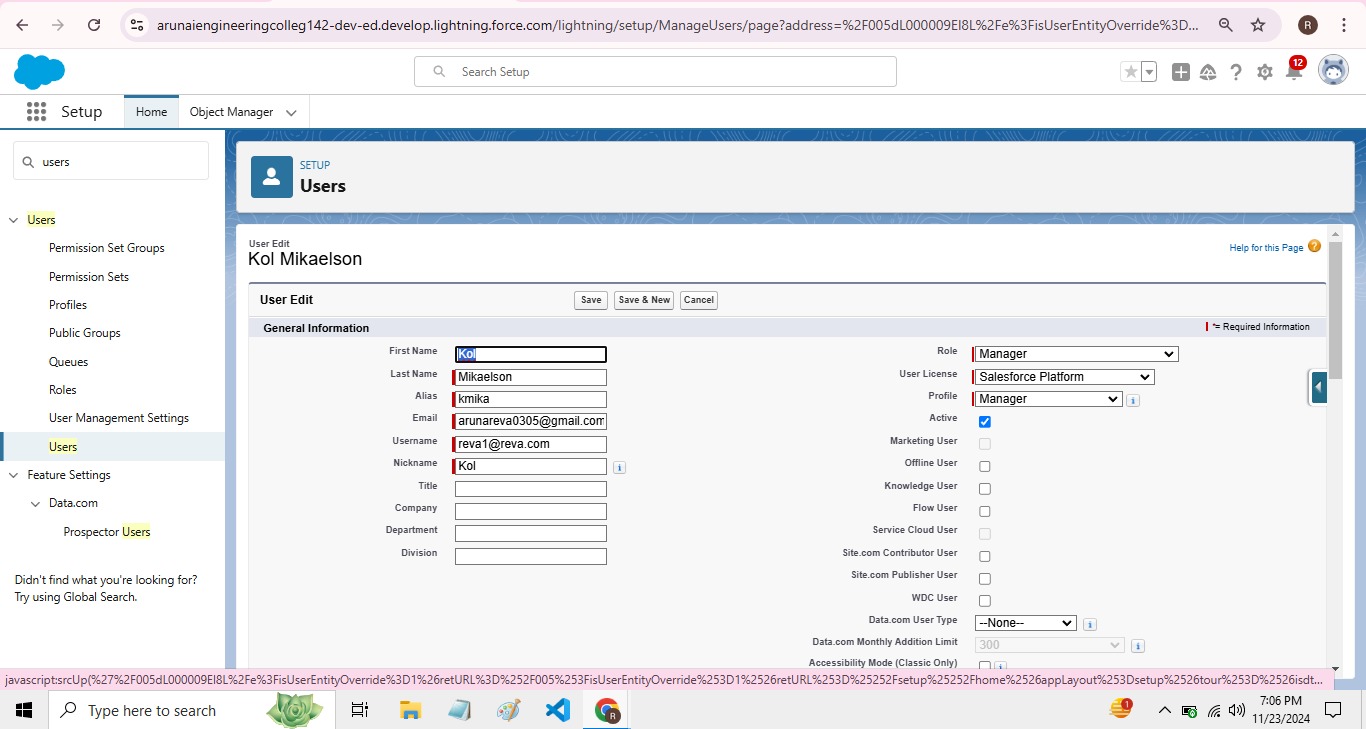 arunaiengineeringcolleg142-dev-ed.develop.lightning.force.com/lightning/setup/ManageUsers/page?address=%2F005dL000009EI8L%2Fe%3FisUserEntityOverride%3D...
R
Search Setup
12
Setup
Home
Object Manager
users
SETUP
Users
Users
Permission Set Groups
Permission Sets
Profiles
Public Groups
Queues
Roles
User Management Settings
Users
Feature Settings
Data.com
Prospector Users
Didn't find what you're looking for?
Try using Global Search.
User Edit
Kol Mikaelson
Help for this Page ?
User Edit
Save
Save & New
Cancel
General Information
*= Required Information
First Name
Kol
Last Name
Mikaelson
Alias
kmika
Email
arunareva0305@gmail.com
Username
reva1@reva.com
Nickname
Kol
i
Title
Company
Department
Division
Role
Manager
User License
Salesforce Platform
Profile
Manager
i
Active
Marketing User
Offline User
Knowledge User
Flow User
Service Cloud User
Site.com Contributor User
Site.com Publisher User
WDC User
Data.com User Type
--None--
i
Data.com Monthly Addition Limit
300
i
Accessibility Mode (Classic Only)
i
javascript:srcUp(%27%2F005dL000009EI8L%2Fe%3FisUserEntityOverride%3D1%26retURL%3D%252F005%253FisUserEntityOverride%253D1%2526retURL%253D%25252Fsetup%25252Fhome%2526appLayout%253Dsetup%2526tour%253D%2526isdt...
Type here to search
R
1
7:06 PM
11/23/2024